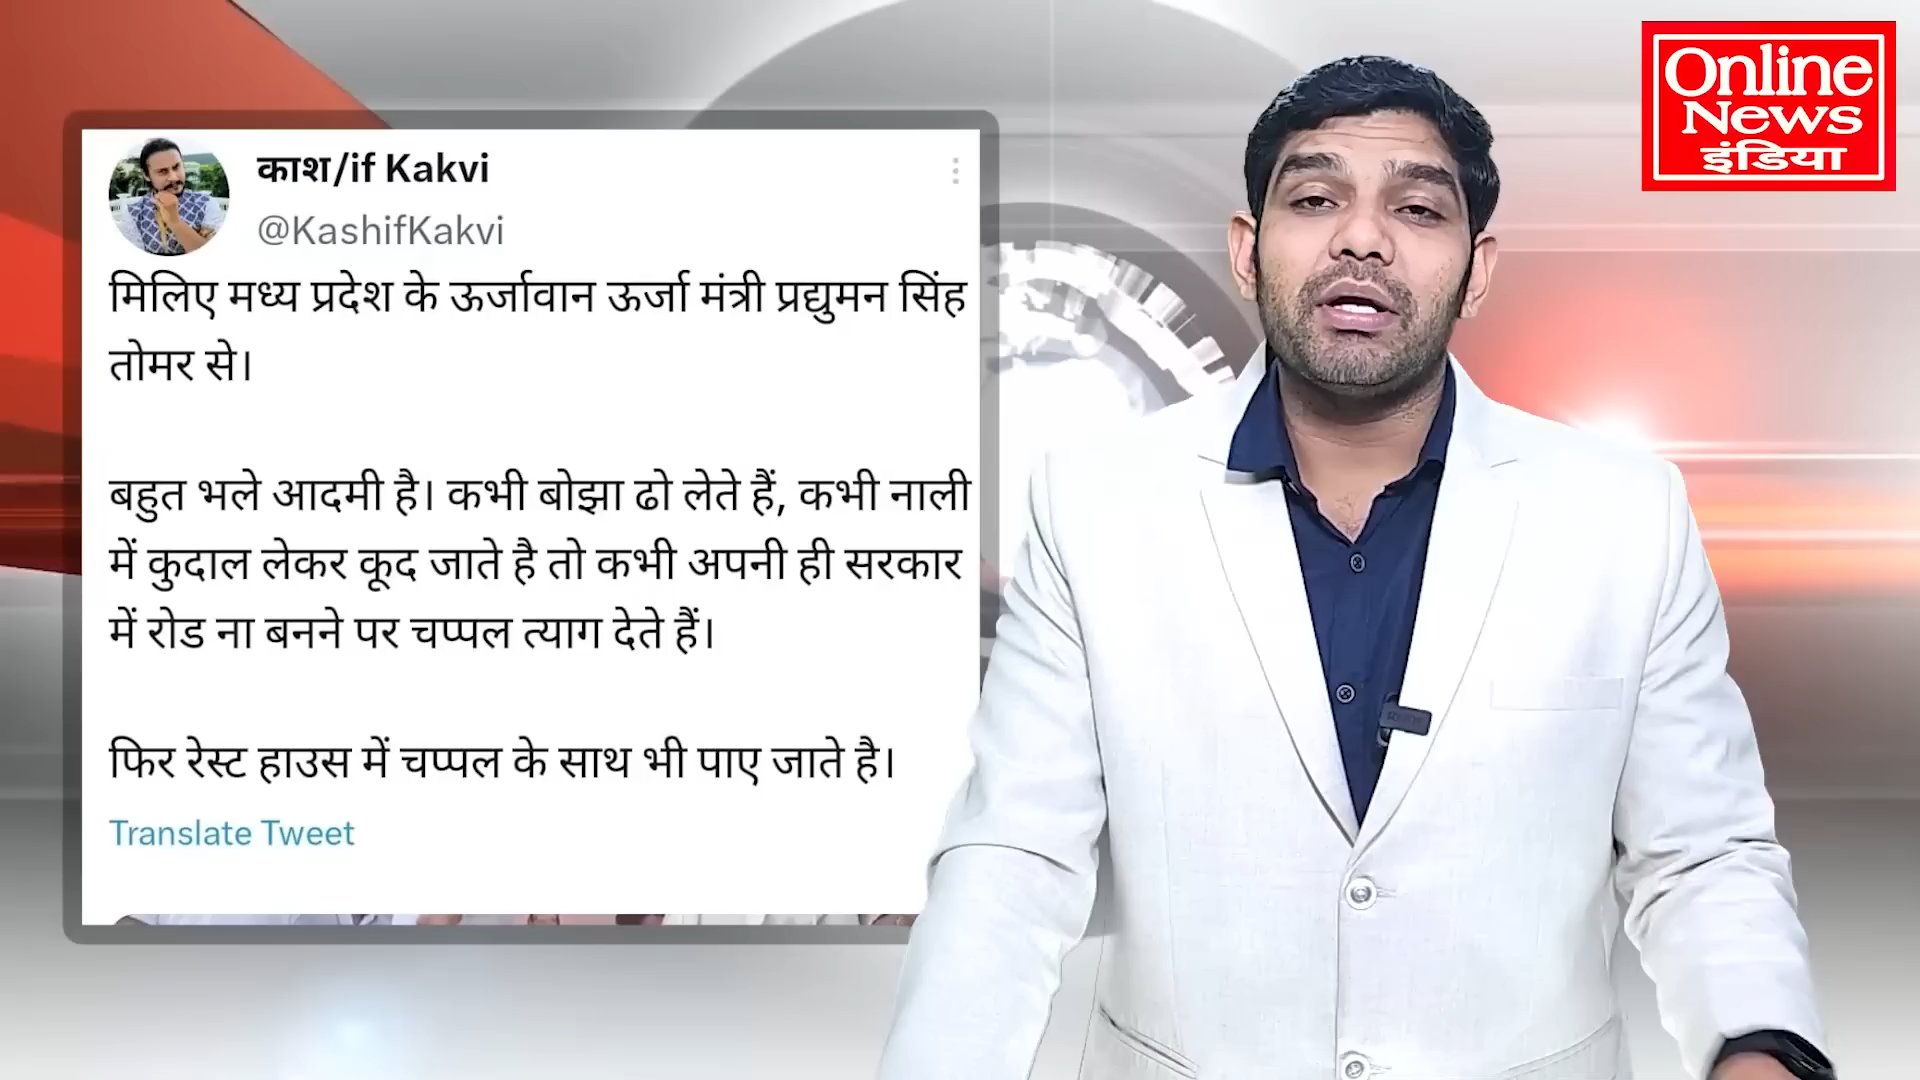 काश/if Kakvi
@KashifKakvi
मिलिए मध्य प्रदेश के ऊर्जावान ऊर्जा मंत्री प्रद्युमन सिंह
तोमर से।
बहुत भले आदमी है। कभी बोझा ढो लेते हैं, कभी नाली
में कुदाल लेकर कूद जाते है तो कभी अपनी ही सरकार
में रोड ना बनने पर चप्पल त्याग देते हैं।
फिर रेस्ट हाउस में चप्पल के साथ भी पाए जाते है।
Translate Tweet
Online
News
इंडिया